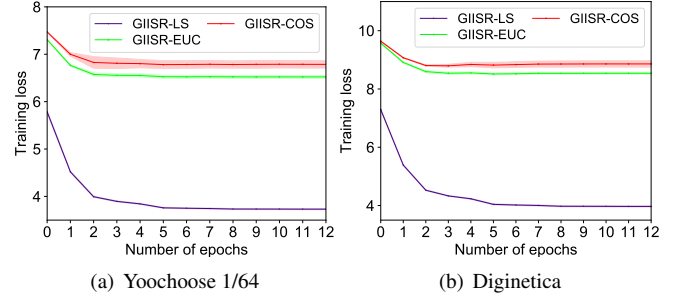 GIISR-LS GIISR-COS
GIISR-EUC
Training loss
8
7
6
5
4
0 1 2 3 4 5 6 7 8 9 10 11 12
Number of epochs
(a) Yoochoose 1/64
GIISR-LS GIISR-COS
GIISR-EUC
Training loss
10
8
6
4
0 1 2 3 4 5 6 7 8 9 10 11 12
Number of epochs
(b) Diginetica